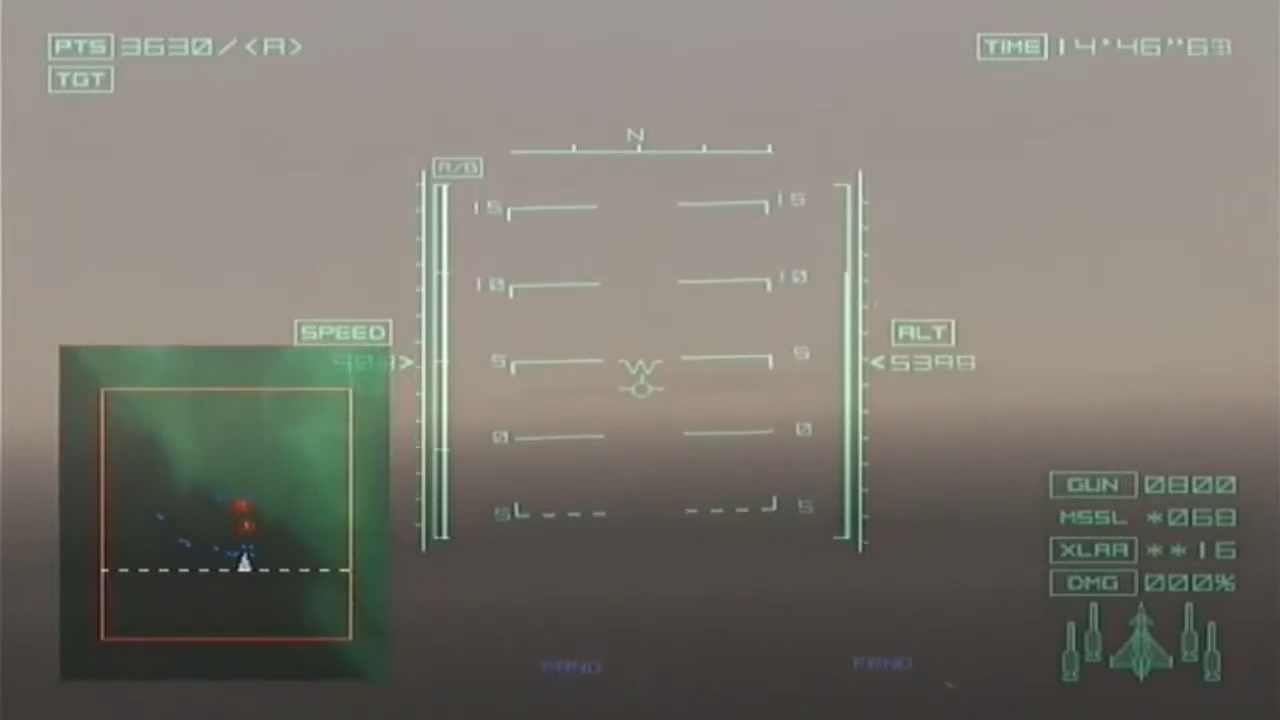 PTS 3630/<A>
TIME 14'46"69
TGT
N
A/B
15 15
10 10
SPEED
ALT
5 5
<5398
0 0
GUN 0800
5 5
MSSL *068
XLAA **16
DMG 000%